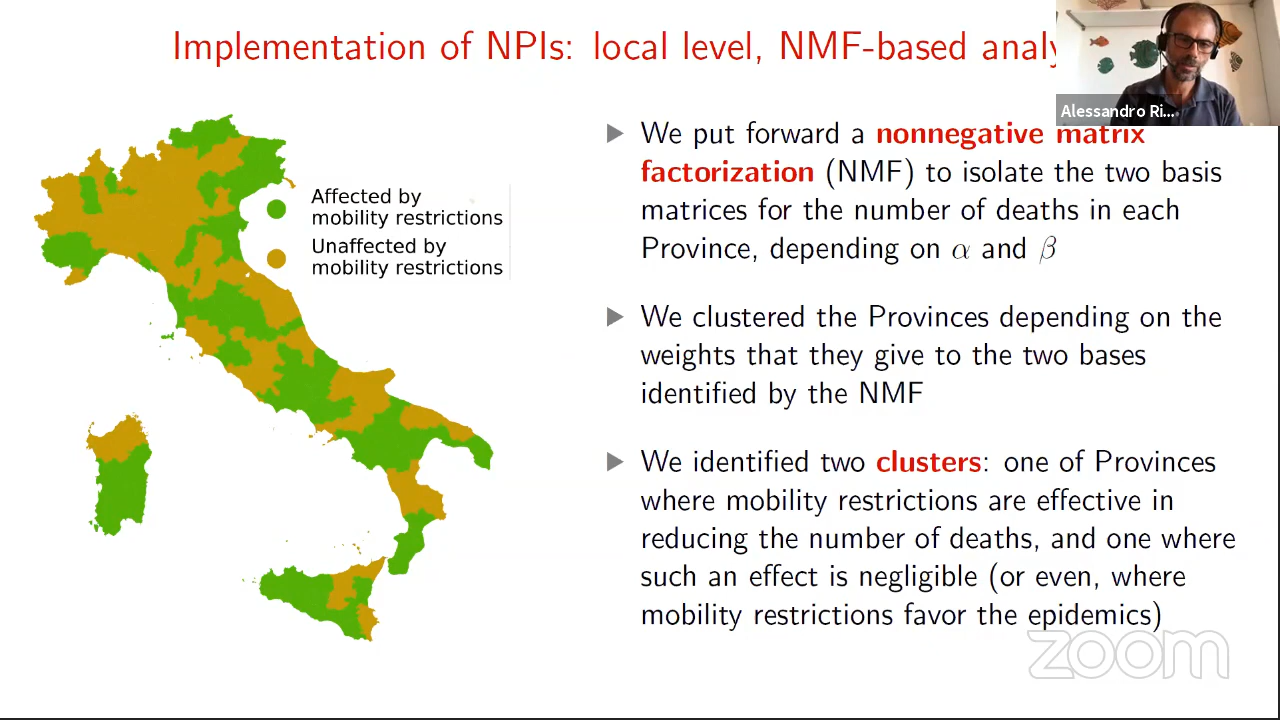 Implementation of NPIs: local level, NMF-based analy
Alessandro Ri...
Affected by
mobility restrictions
Unaffected by
mobility restrictions
▶ We put forward a nonnegative matrix
factorization (NMF) to isolate the two basis
matrices for the number of deaths in each
Province, depending on α and β
▶ We clustered the Provinces depending on the
weights that they give to the two bases
identified by the NMF
▶ We identified two clusters: one of Provinces
where mobility restrictions are effective in
reducing the number of deaths, and one where
such an effect is negligible (or even, where
mobility restrictions favor the epidemics)
zoom